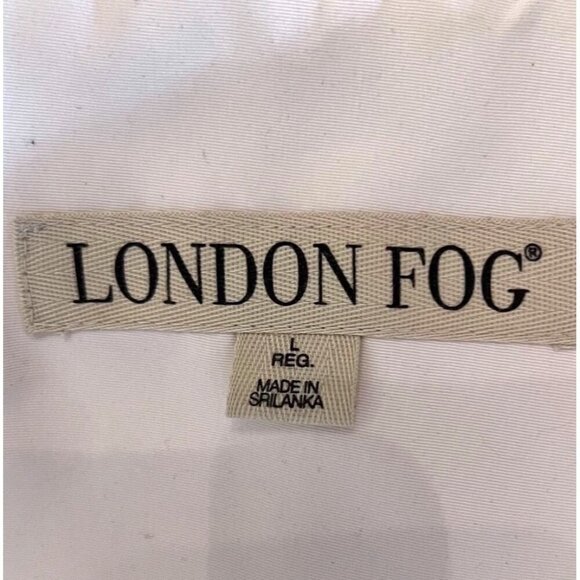 LONDON FOG®
L
REG.
MADE IN
SRILANKA